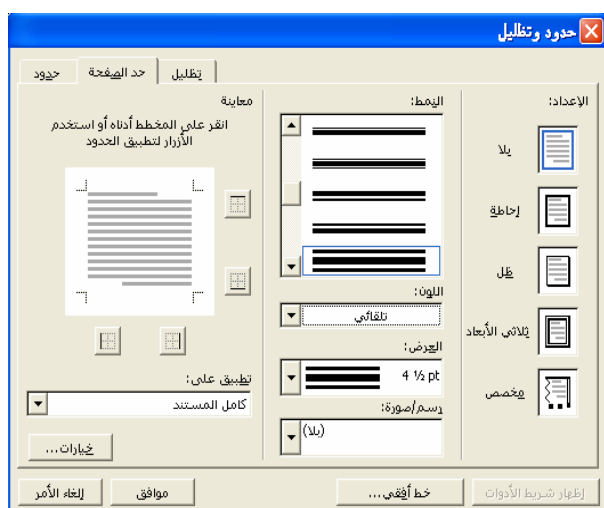 حدود وتظليل
تظليل
حد الصفحة
حدود
الإعداد:
بلا
إحاطة
ظل
ثلاثي الأبعاد
مخصص
النمط:
اللون:
تلقائي
العرض:
4 ½ pt
رسم/صورة:
(بلا)
معاينة
انقر على المخطط أدناه أو استخدم
الأزرار لتطبيق الحدود
تطبيق على:
كامل المستند
خيارات...
إظهار شريط الأدوات
خط أفقي...
موافق
إلغاء الأمر